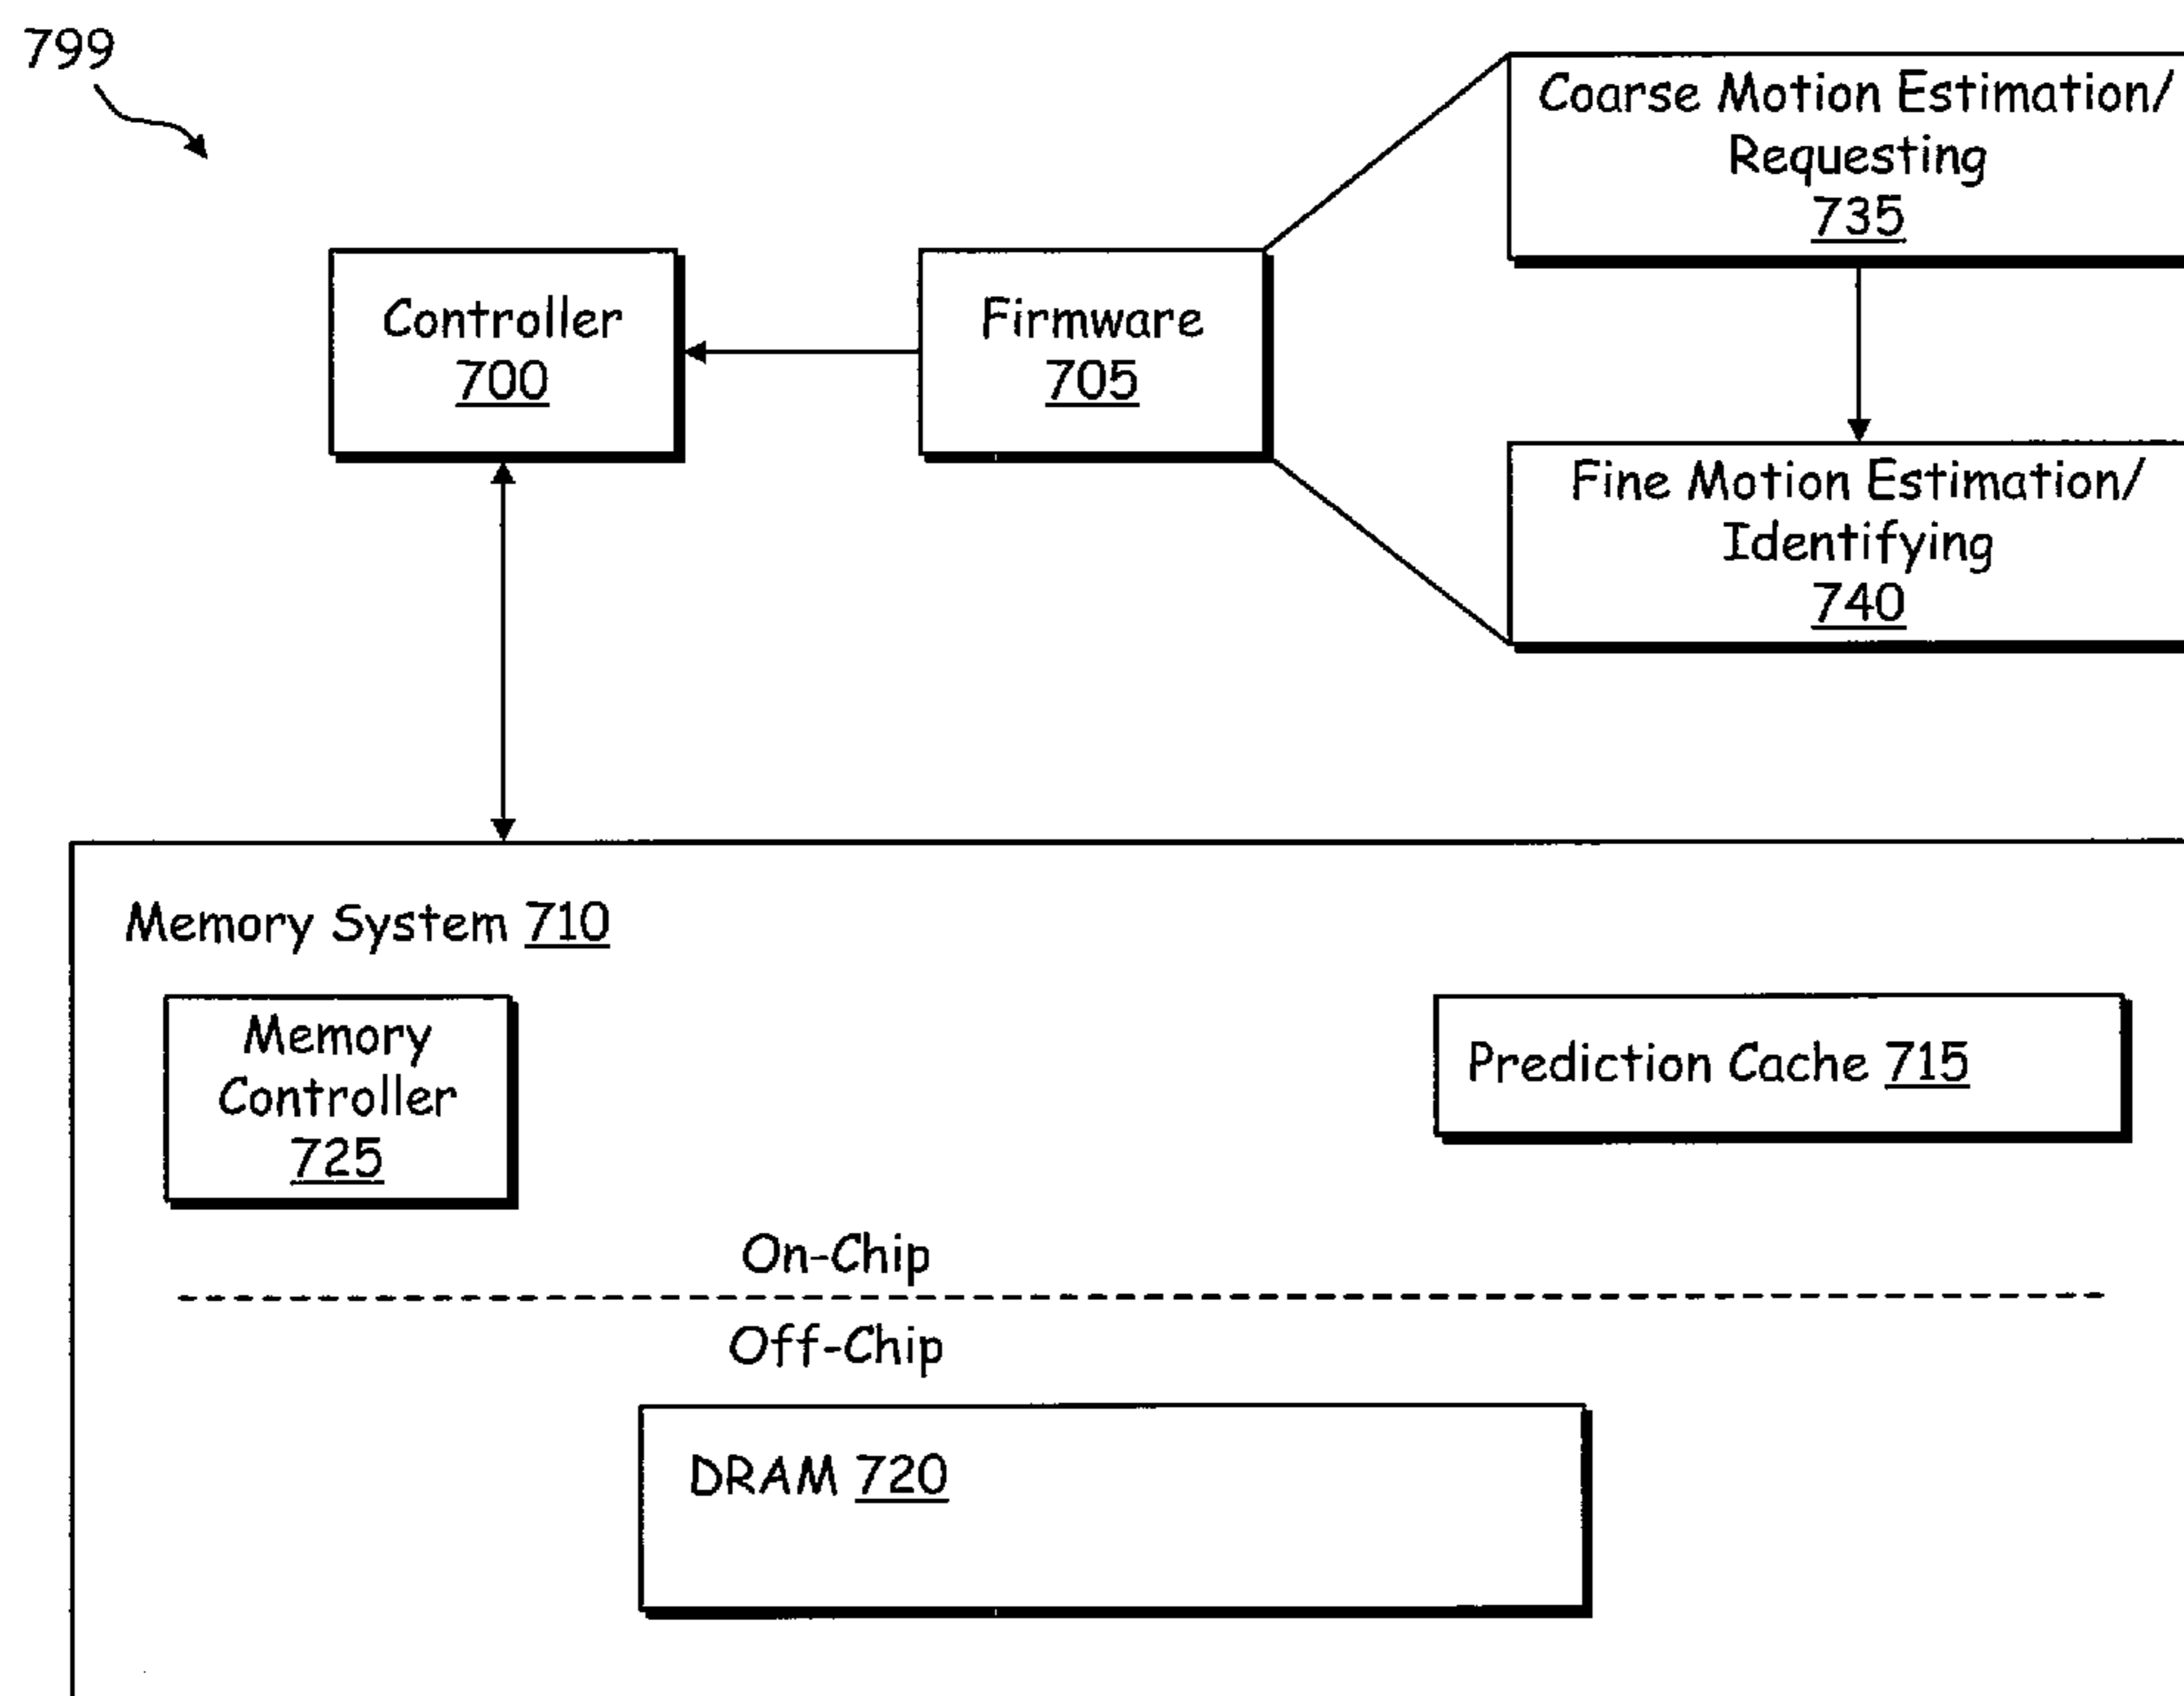 799
Coarse Motion Estimation/
Requesting
735
Controller
700
Firmware
705
Fine Motion Estimation/
Identifying
740
Memory System 710
Memory
Controller
725
Prediction Cache 715
On-Chip
Off-Chip
DRAM 720